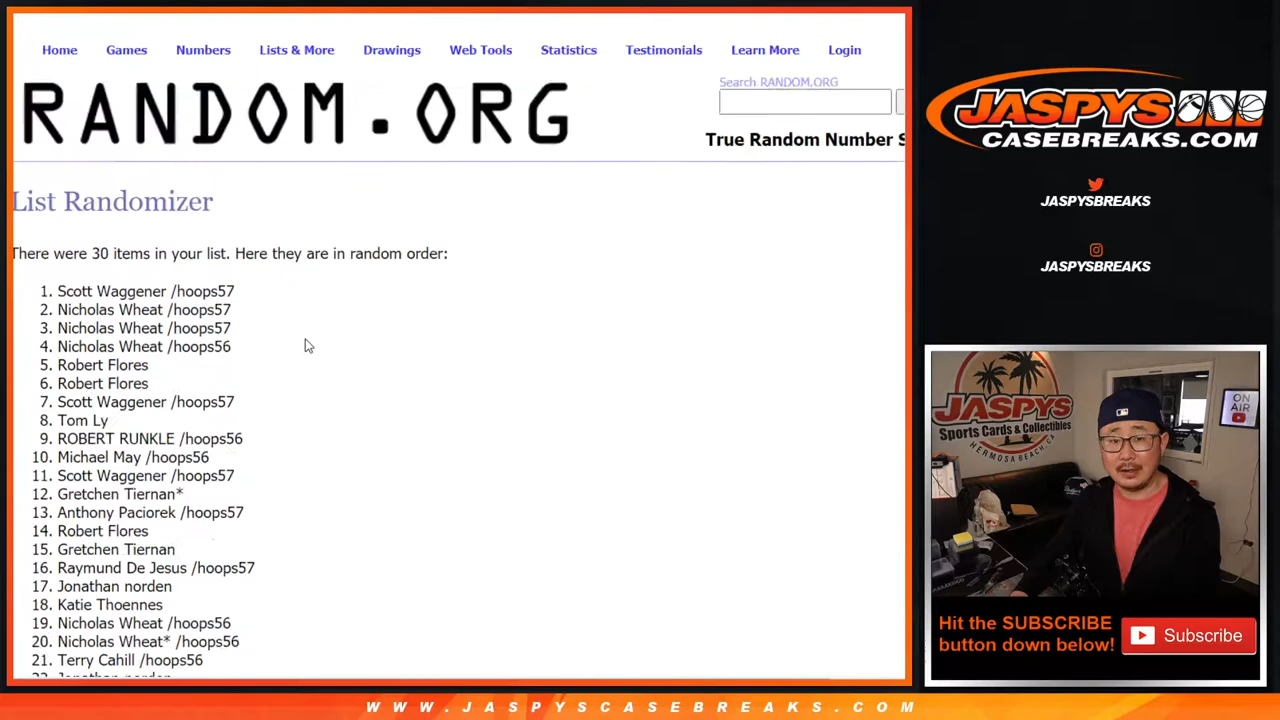 Home Games Numbers Lists & More Drawings Web Tools Statistics Testimonials Learn More Login
RANDOM.ORG
Search RANDOM.ORG
True Random Number S
List Randomizer
There were 30 items in your list. Here they are in random order:
1. Scott Waggener /hoops57
2. Nicholas Wheat /hoops57
3. Nicholas Wheat /hoops57
4. Nicholas Wheat /hoops56
5. Robert Flores
6. Robert Flores
7. Scott Waggener /hoops57
8. Tom Ly
9. ROBERT RUNKLE /hoops56
10. Michael May /hoops56
11. Scott Waggener /hoops57
12. Gretchen Tiernan*
13. Anthony Paciorek /hoops57
14. Robert Flores
15. Gretchen Tiernan
16. Raymund De Jesus /hoops57
17. Jonathan norden
18. Katie Thoennes
19. Nicholas Wheat /hoops56
20. Nicholas Wheat* /hoops56
21. Terry Cahill /hoops56
JASPYS
CASEBREAKS.COM
JASPYSBREAKS
JASPYSBREAKS
JASPYS
Sports Cards & Collectibles
HERMOSA BEACH, CA
ON
AIR
Hit the SUBSCRIBE
button down below!
Subscribe
WWW.JASPYSCASEBREAKS.COM